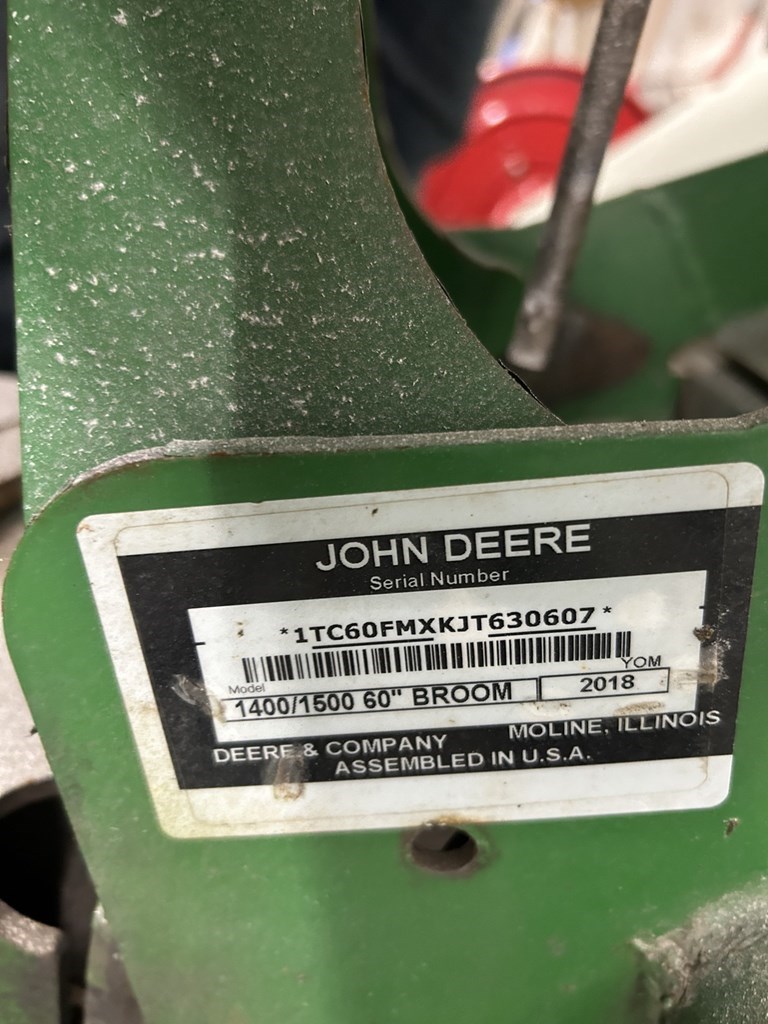 JOHN DEERE
Serial Number
*1TC60FMXKJT630607*
YOM
Model
1400/1500 60" BROOM 2018
DEERE & COMPANY MOLINE, ILLINOIS
ASSEMBLED IN U.S.A.